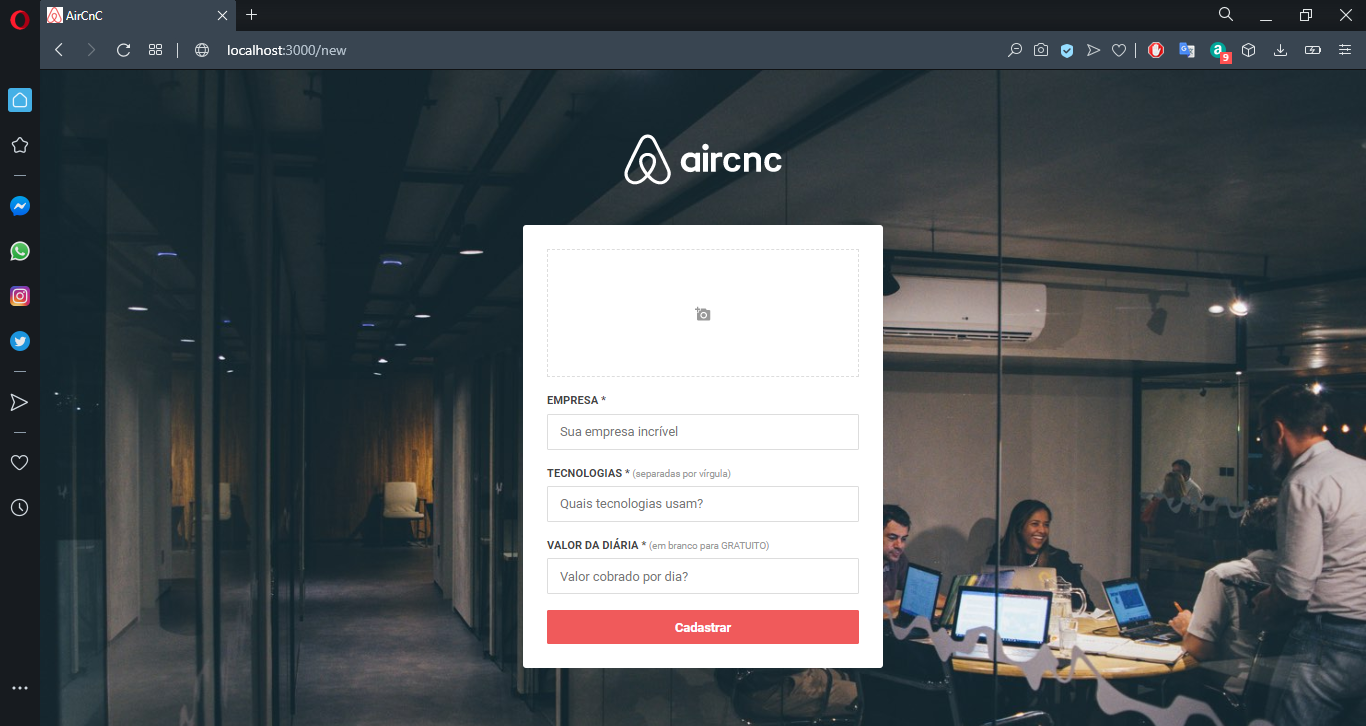 AirCnC
localhost:3000/new
9
aircnc
EMPRESA *
Sua empresa incrível
TECNOLOGIAS * (separadas por vírgula)
Quais tecnologias usam?
VALOR DA DIÁRIA * (em branco para GRATUITO)
Valor cobrado por dia?
Cadastrar